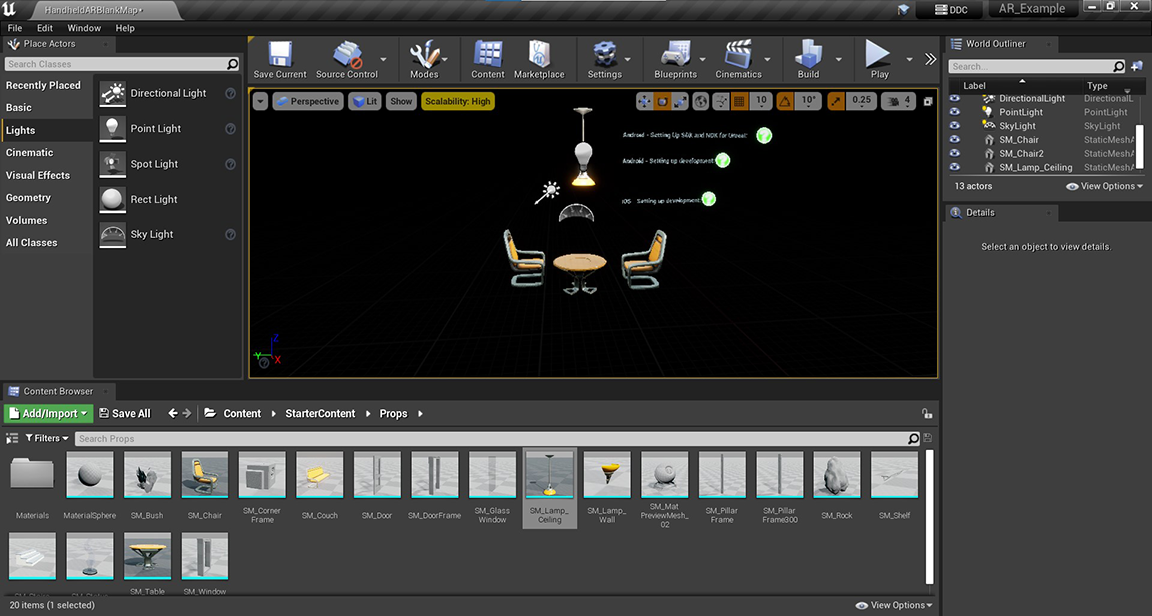 HandheldARBlankMap•
DDC
AR_Example
File Edit Window Help
Place Actors
Search Classes
Recently Placed
Basic
Lights
Cinematic
Visual Effects
Geometry
Volumes
All Classes
Directional Light
Point Light
Spot Light
Rect Light
Sky Light
Save Current
Source Control
Modes
Content
Marketplace
Settings
Blueprints
Cinematics
Build
Play
Perspective
Lit
Show
Scalability: High
10
10°
0.25
4
Android - Setting Up SDK and NDK for Unreal
Android - Setting up development
iOS - Setting up development
Z
Y
X
World Outliner
Search...
Label Type
DirectionalLight DirectionalL
PointLight PointLight
SkyLight SkyLight
SM_Chair StaticMeshA
SM_Chair2 StaticMeshA
SM_Lamp_Ceiling StaticMeshA
13 actors
View Options
Details
Select an object to view details.
Content Browser
Add/Import
Save All
Content
StarterContent
Props
Filters
Search Props
Materials
MaterialSphere
SM_Bush
SM_Chair
SM_Corner
Frame
SM_Couch
SM_Door
SM_DoorFrame
SM_Glass
Window
SM_Lamp_
Ceiling
SM_Lamp_
Wall
SM_Mat
PreviewMesh_
02
SM_Pillar
Frame
SM_Pillar
Frame300
SM_Rock
SM_Shelf
SM_Table
SM_Window
20 items (1 selected)
View Options